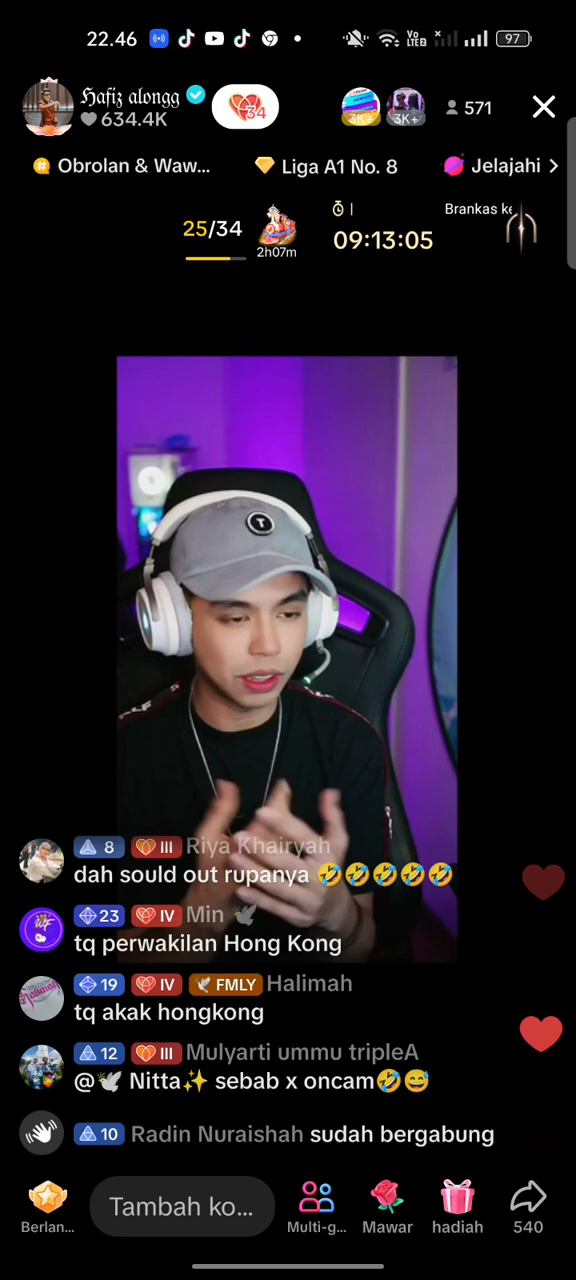 22.46 Vo LTE2 97
Hafiz alongg
634.4K 34 3K+ 3K+ 571
Obrolan & Waw... Liga A1 No. 8 Jelajahi
25/34 2h07m 09:13:05 Brankas ke
T
8 III Riya Khairyah
dah sould out rupanya 🤣🤣🤣🤣🤣
23 IV Min 🕊
tq perwakilan Hong Kong
19 IV FMLY Halimah
tq akak hongkong
12 III Mulyarti ummu tripleA
@🕊 Nitta✨ sebab x oncam🤣😅
10 Radin Nuraishah sudah bergabung
Tambah ko...
Berlan... Multi-g... Mawar hadiah 540